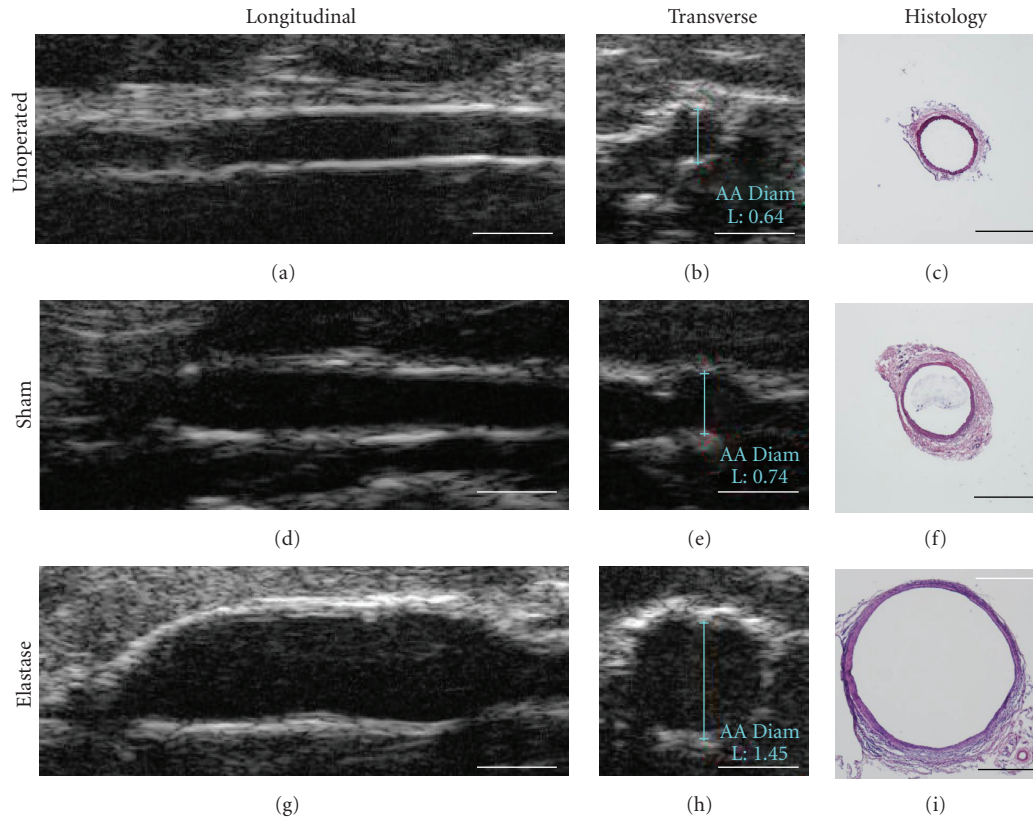 Longitudinal
Transverse
Histology
Unoperated
AA Diam
L: 0.64
(a)
(b)
(c)
Sham
AA Diam
L: 0.74
(d)
(e)
(f)
Elastase
AA Diam
L: 1.45
(g)
(h)
(i)